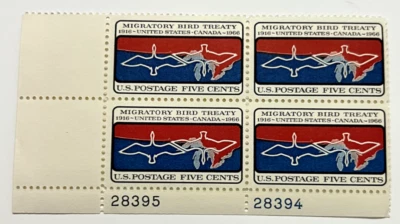 MIGRATORY BIRD TREATY MIGRATORY BIRD TREATY
1916–UNITED STATES–CANADA–1966 1916–UNITED STATES–CANADA–1966
U.S. POSTAGE FIVE CENTS U.S. POSTAGE FIVE CENTS
MIGRATORY BIRD TREATY MIGRATORY BIRD TREATY
1916–UNITED STATES–CANADA–1966 1916–UNITED STATES–CANADA–1966
U.S. POSTAGE FIVE CENTS U.S. POSTAGE FIVE CENTS
28395 28394